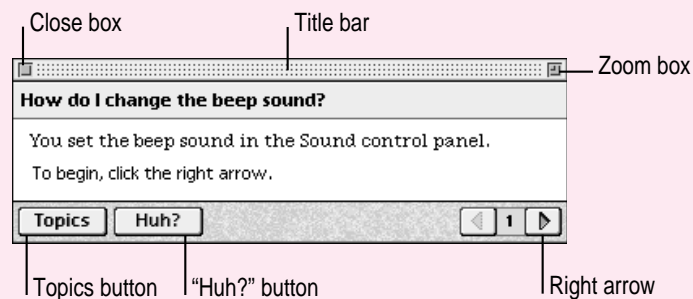 Close box
Title bar
Zoom box
How do I change the beep sound?
You set the beep sound in the Sound control panel.
To begin, click the right arrow.
Topics
Huh?
1
Topics button
“Huh?” button
Right arrow